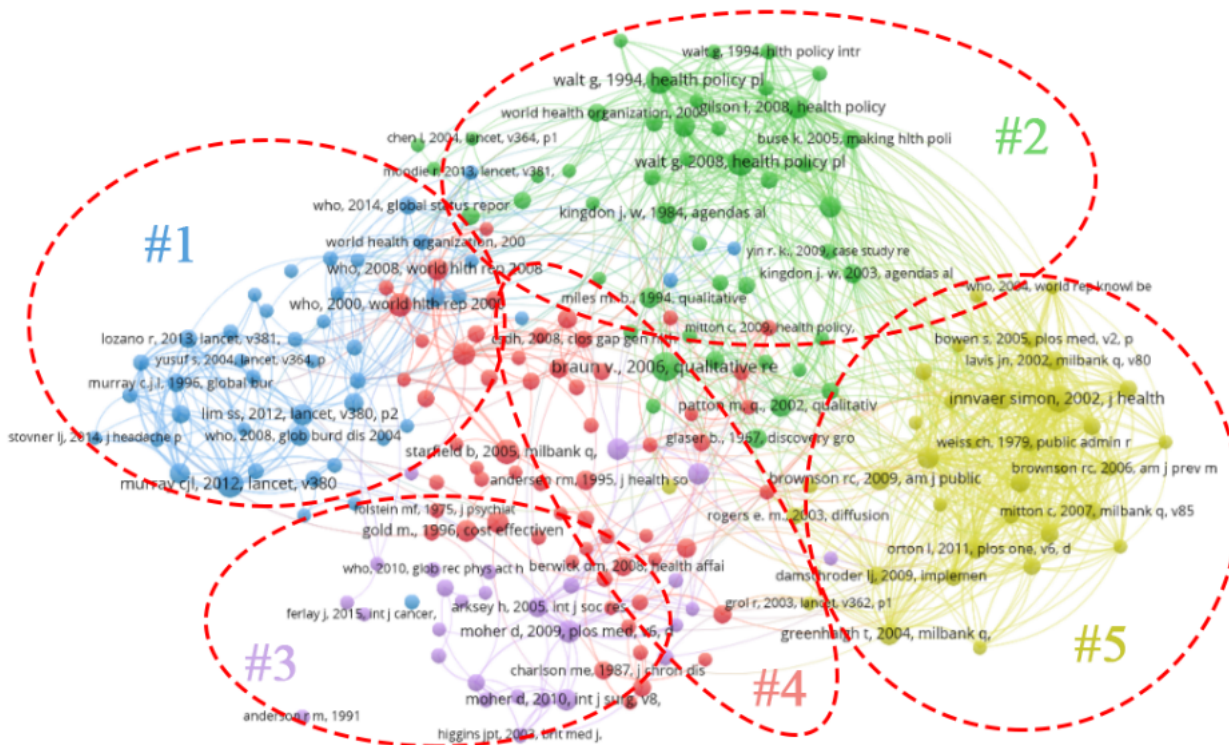 walt g, 1994, hlth policy intr
walt g, 1994, health policy pl
world health organization, 2008
gilson l, 2008, health policy
chen l, 2004, lancet, v364, p1
buse k, 2005, making hlth poli
#2
walt g, 2008, health policy pl
moodie r, 2013, lancet, v381,
who, 2014, global status repor
kingdon j. w, 1984, agendas al
#1
world health organization, 200
yin r. k., 2009, case study re
who, 2008, world hlth rep 2008
kingdon j. w, 2003, agendas al
who, 2004, world rep knowl be
who, 2000, world hlth rep 2000
miles m. b., 1994, qualitative
mitton c, 2009, health policy,
lozano r, 2013, lancet, v381,
csdh, 2008, clos gap gen
bowen s, 2005, plos med, v2, p
yusuf s, 2004, lancet, v364, p
lavis jn, 2002, milbank q, v80
braun v., 2006, qualitative re
murray c.j.l, 1996, global bur
innvaer simon, 2002, j health
patton m. q., 2002, qualitativ
lim ss, 2012, lancet, v380, p2
stovner lj, 2014, j headache p
who, 2008, glob burd dis 2004
glaser b., 1967, discovery gro
weiss ch. 1979, public admin r
starfield b, 2005, milbank q,
brownson rc, 2006, am j prev m
murray cjl, 2012, lancet, v380
andersen rm, 1995, j health so
brownson rc, 2009, am j public
folstein mf, 1975, j psychiat
rogers e. m., 2003, diffusion
mitton c, 2007, milbank q, v85
gold m., 1996, cost effectiven
orton l, 2011, plos one, v6, d
who, 2010, glob rec phys act h
berwick dm, 2008, health affai
damschroder lj, 2009, implemen
ferlay j, 2015, int j cancer,
arksey h, 2005, int j soc res
grol r, 2003, lancet, v362, p1
moher d, 2009, plos med, v6, d
greenhalgh t, 2004, milbank q,
#5
#3
charlson me, 1987, j chron dis
#4
moher d, 2010, int j surg, v8,
anderson r m, 1991
higgins jpt, 2003, brit med j,